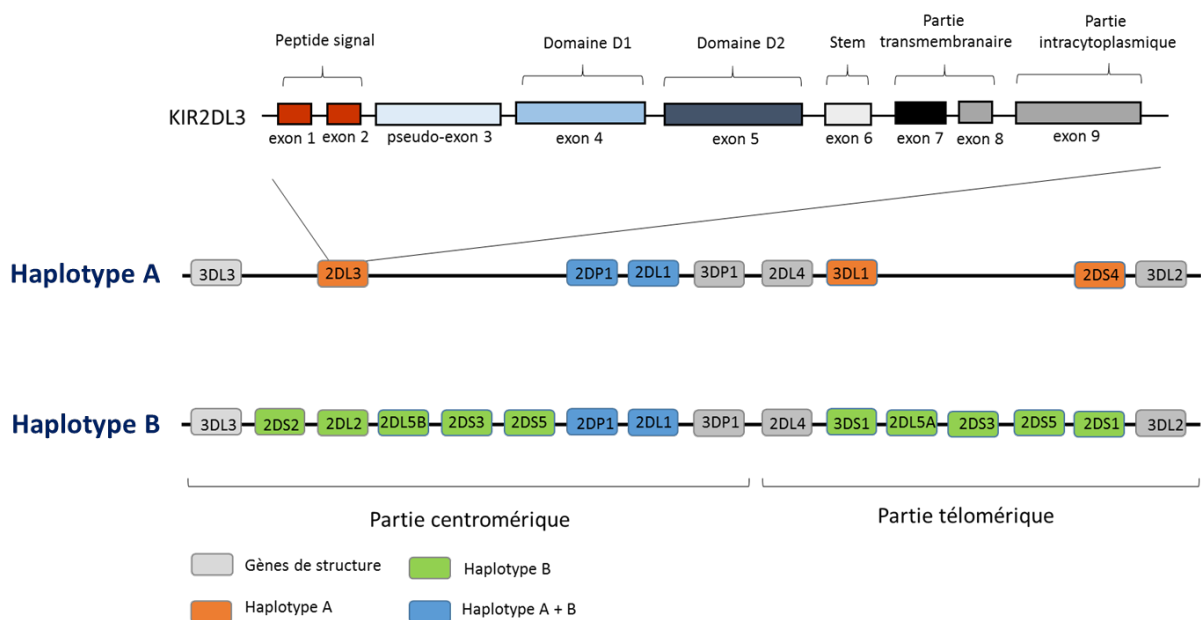 Peptide signal
Domaine D1
Domaine D2
Stem
Partie
transmembranaire
Partie
intracytoplasmique
KIR2DL3
exon 1
exon 2
pseudo-exon 3
exon 4
exon 5
exon 6
exon 7
exon 8
exon 9
Haplotype A
3DL3
2DL3
2DP1
2DL1
3DP1
2DL4
3DL1
2DS4
3DL2
Haplotype B
3DL3
2DS2
2DL2
2DL5B
2DS3
2DS5
2DP1
2DL1
3DP1
2DL4
3DS1
2DL5A
2DS3
2DS5
2DS1
3DL2
Partie centromérique
Partie télomérique
Gènes de structure
Haplotype B
Haplotype A
Haplotype A + B